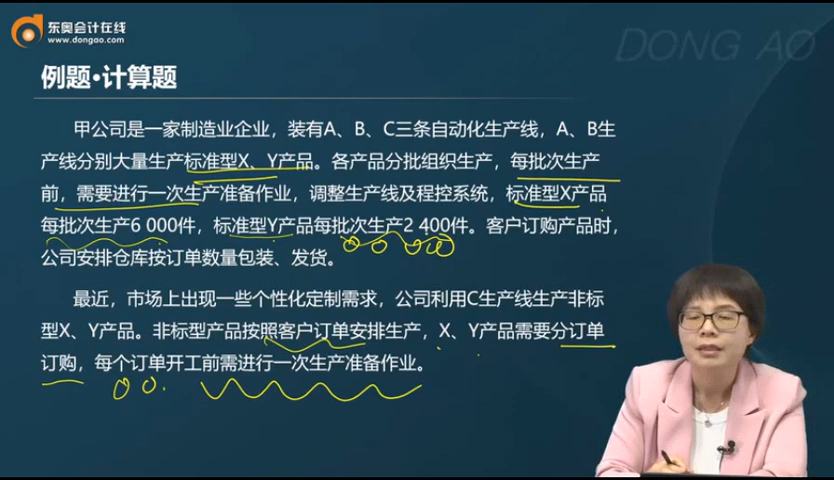 东奥会计在线
www.dongao.com
DONG AO
例题·计算题
甲公司是一家制造业企业，装有A、B、C三条自动化生产线，A、B生
产线分别大量生产标准型X、Y产品。各产品分批组织生产，每批次生产
前，需要进行一次生产准备作业，调整生产线及程控系统，标准型X产品
每批次生产6 000件，标准型Y产品每批次生产2 400件。客户订购产品时，
公司安排仓库按订单数量包装、发货。
最近，市场上出现一些个性化定制需求，公司利用C生产线生产非标
型X、Y产品。非标型产品按照客户订单安排生产，X、Y产品需要分订单
订购，每个订单开工前需进行一次生产准备作业。